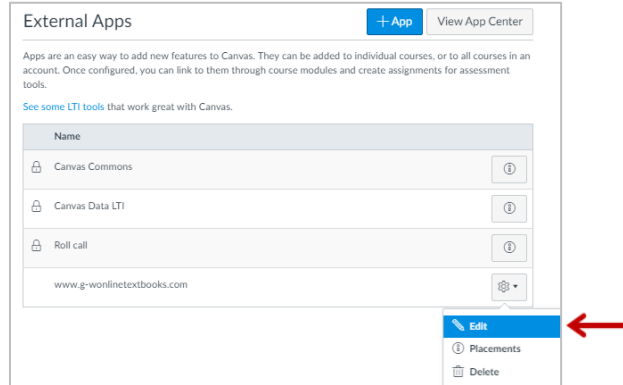 External Apps
+ App
View App Center
Apps are an easy way to add new features to Canvas. They can be added to individual courses, or to all courses in an
account. Once configured, you can link to them through course modules and create assignments for assessment
tools.
See some LTI tools that work great with Canvas.
Name
Canvas Commons
Canvas Data LTI
Roll call
www.g-wonlinetextbooks.com
Edit
Placements
Delete